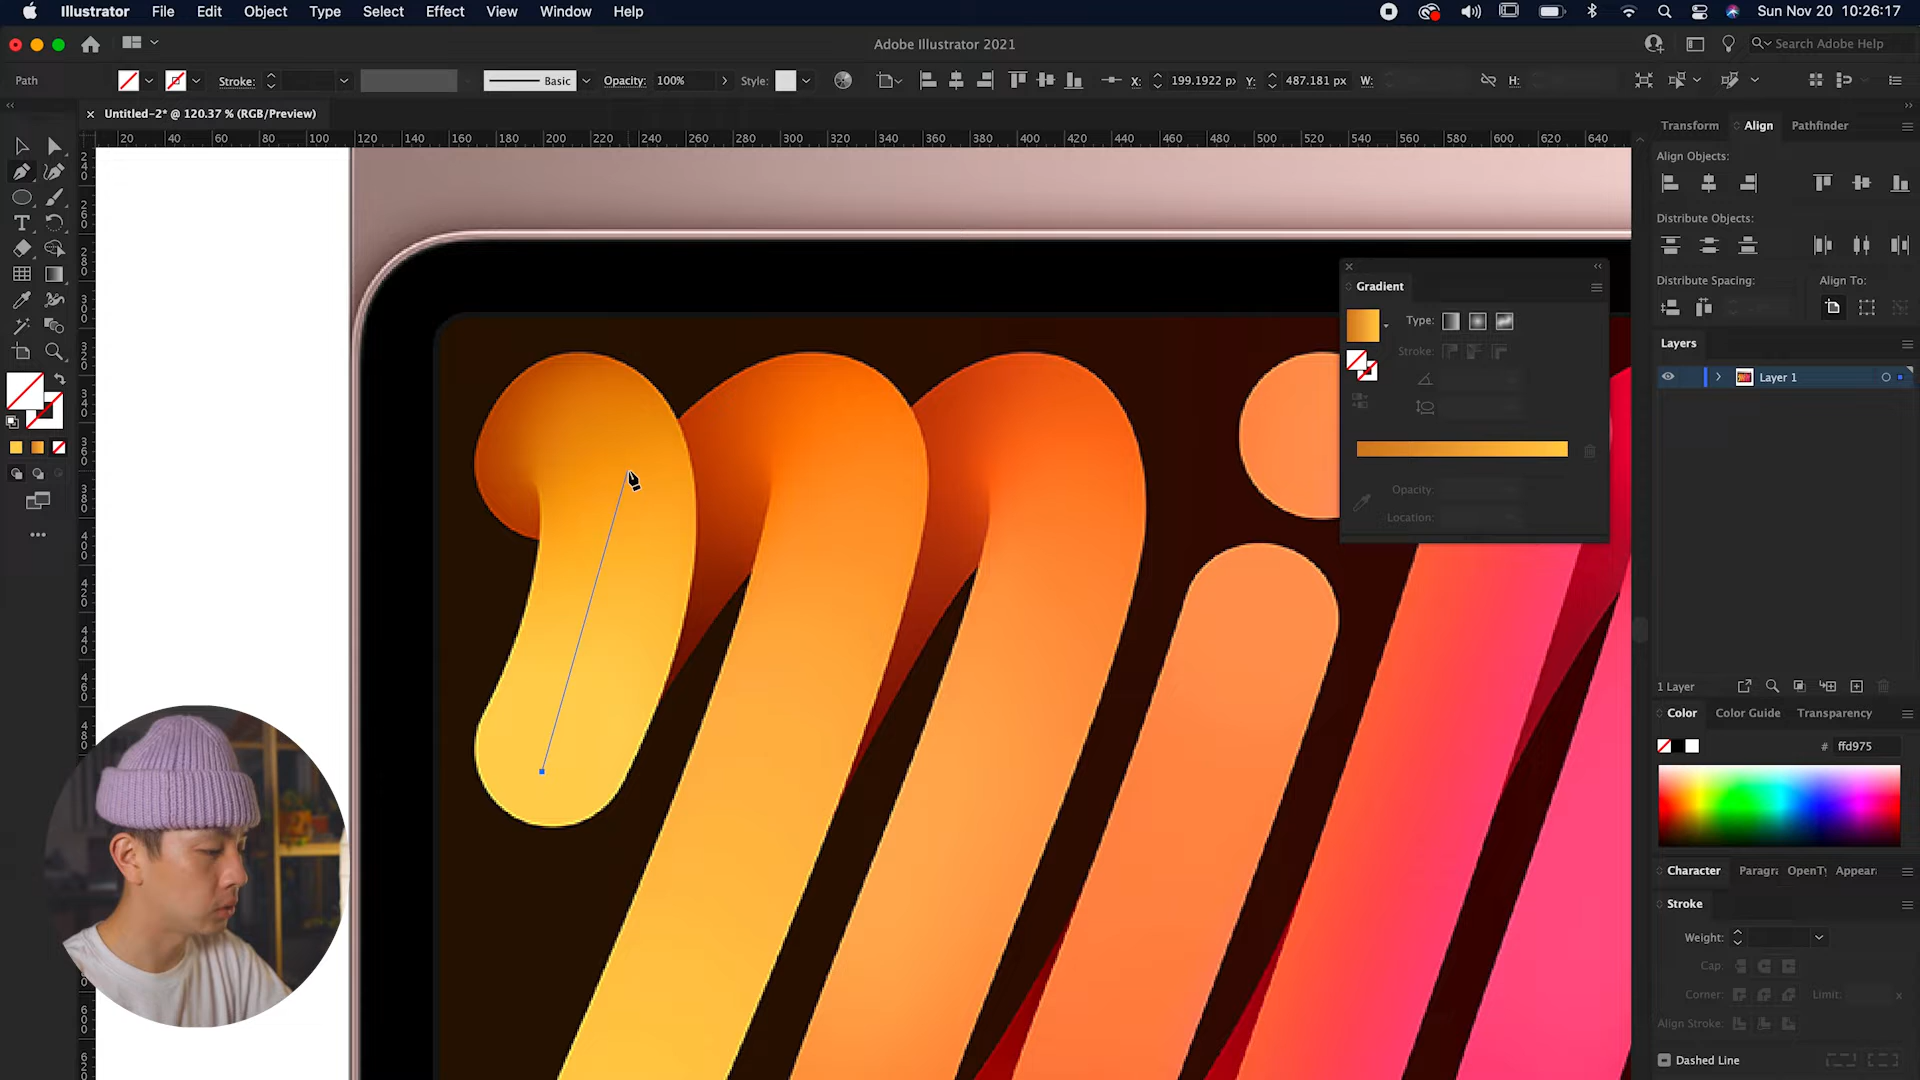 Illustrator File Edit Object Type Select Effect View Window Help
Sun Nov 20 10:26:17
Adobe Illustrator 2021
Search Adobe Help
Path
Stroke:
Basic
Opacity: 100%
Style:
X: 199.1922 p
Y: 487.181 px
W:
H:
Untitled-2* @ 120.37 % (RGB/Preview)
20 40 60 80 100 120 140 160 180 200 220 240 260 280 300 320 340 360 380 400 420 440 460 480 500 520 540 560 580 600 620 640
Transform Align Pathfinder
Align Objects:
Distribute Objects:
Distribute Spacing: Align To:
Gradient
Type:
Stroke:
Opacity:
Location:
Layers
Layer 1
1 Layer
Color Color Guide Transparency
# ffd975
Character Paragra OpenTy Appear
Stroke
Weight:
Cap:
Corner: Limit: x
Align Stroke:
Dashed Line